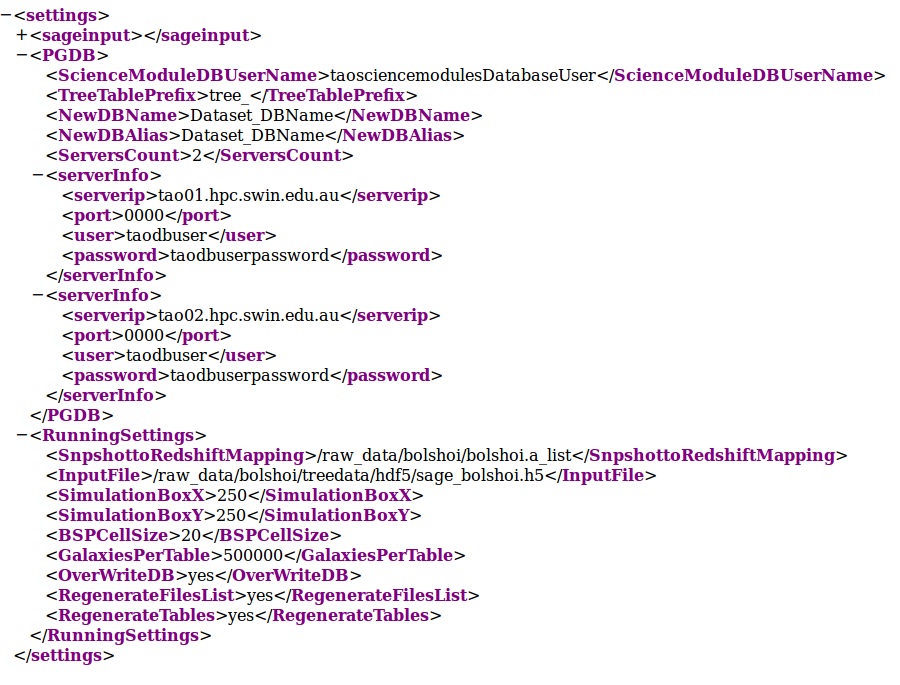 −<settings>
+<sageinput></sageinput>
−<PGDB>
<ScienceModuleDBUserName>taosciencemodulesDatabaseUser</ScienceModuleDBUserName>
<TreeTablePrefix>tree_</TreeTablePrefix>
<NewDBName>Dataset_DBName</NewDBName>
<NewDBAlias>Dataset_DBName</NewDBAlias>
<ServersCount>2</ServersCount>
−<serverInfo>
<serverip>tao01.hpc.swin.edu.au</serverip>
<port>0000</port>
<user>taodbuser</user>
<password>taodbuserpassword</password>
</serverInfo>
−<serverInfo>
<serverip>tao02.hpc.swin.edu.au</serverip>
<port>0000</port>
<user>taodbuser</user>
<password>taodbuserpassword</password>
</serverInfo>
</PGDB>
−<RunningSettings>
<SnpshottoRedshiftMapping>/raw_data/bolshoi/bolshoi.a_list</SnpshottoRedshiftMapping>
<InputFile>/raw_data/bolshoi/treedata/hdf5/sage_bolshoi.h5</InputFile>
<SimulationBoxX>250</SimulationBoxX>
<SimulationBoxY>250</SimulationBoxY>
<BSPCellSize>20</BSPCellSize>
<GalaxiesPerTable>500000</GalaxiesPerTable>
<OverWriteDB>yes</OverWriteDB>
<RegenerateFilesList>yes</RegenerateFilesList>
<RegenerateTables>yes</RegenerateTables>
</RunningSettings>
</settings>